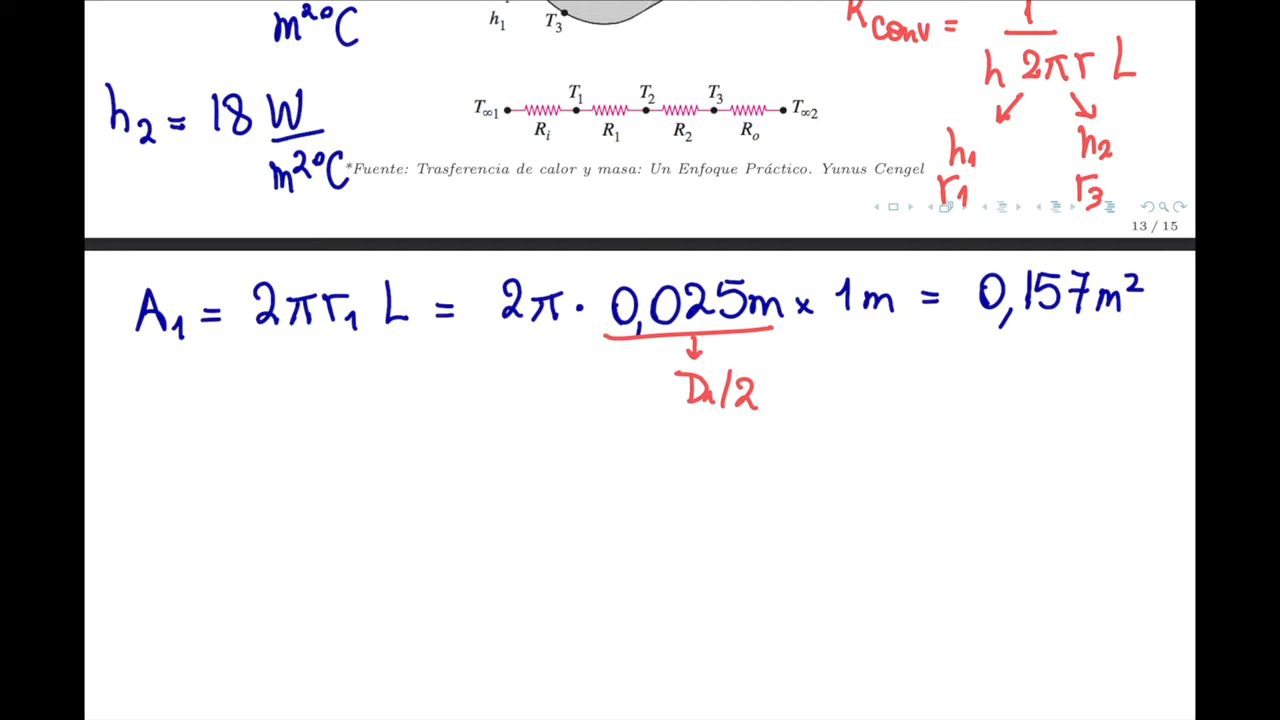 m²°C
h₁ T₃
R_conv = 1 / h 2πr L
h₂ = 18 W / m²°C
T∞1 T₁ T₂ T₃ T∞2
Rᵢ R₁ R₂ Rₒ
h₁ h₂
r₁ r₃
*Fuente: Trasferencia de calor y masa: Un Enfoque Práctico. Yunus Cengel
13 / 15
A₁ = 2πr₁ L = 2π · 0,025m x 1m = 0,157m²
D₁/2